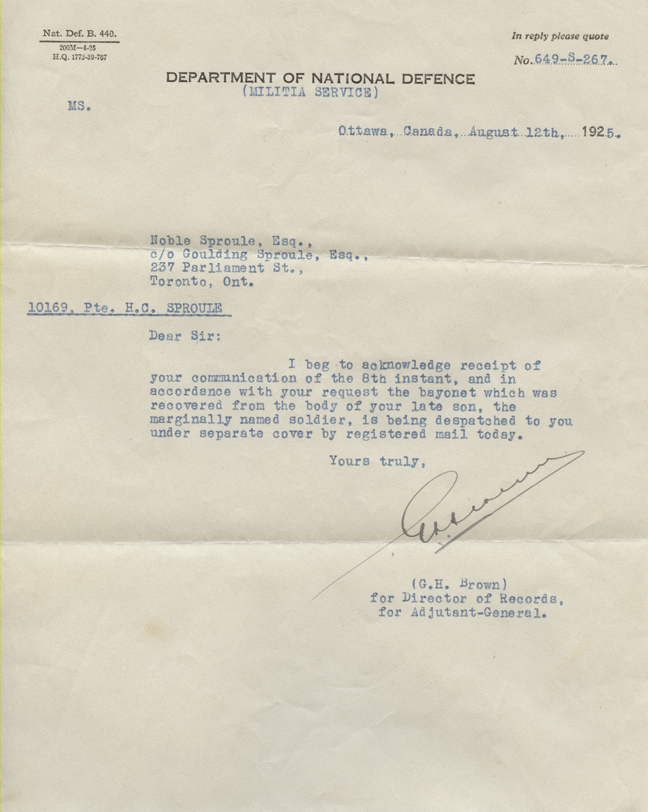 Nat. Def. B. 440.
200M—4-25
H.Q. 1772-39-767
In reply please quote
No. 649-S-267.
DEPARTMENT OF NATIONAL DEFENCE
(MILITIA SERVICE)
MS.
Ottawa, Canada, August 12th, 1925.
Noble Sproule, Esq.,
c/o Goulding Sproule, Esq.,
237 Parliament St.,
Toronto, Ont.
10169, Pte. H.C. SPROULE
Dear Sir:
I beg to acknowledge receipt of
your communication of the 8th instant, and in
accordance with your request the bayonet which was
recovered from the body of your late son, the
marginally named soldier, is being despatched to you
under separate cover by registered mail today.
Yours truly,
(G.H. Brown)
for Director of Records,
for Adjutant-General.